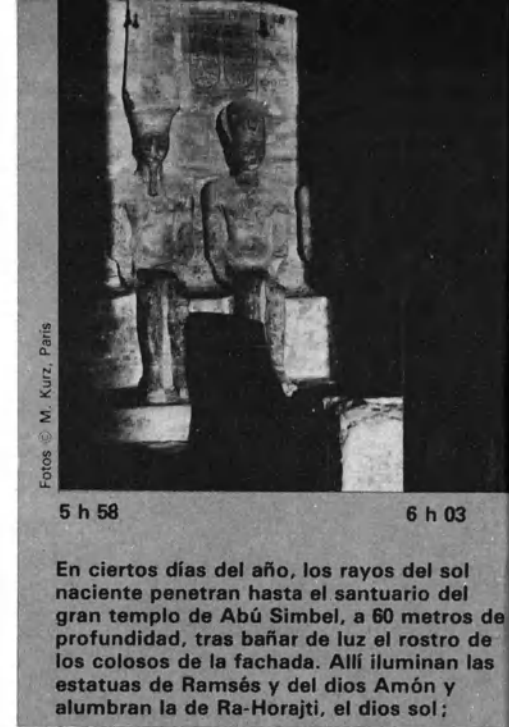 Fotos © M. Kurz, París
5 h 58
6 h 03
En ciertos días del año, los rayos del sol
naciente penetran hasta el santuario del
gran templo de Abú Simbel, a 60 metros de
profundidad, tras bañar de luz el rostro de
los colosos de la fachada. Allí iluminan las
estatuas de Ramsés y del dios Amón y
alumbran la de Ra-Horajti, el dios sol ;